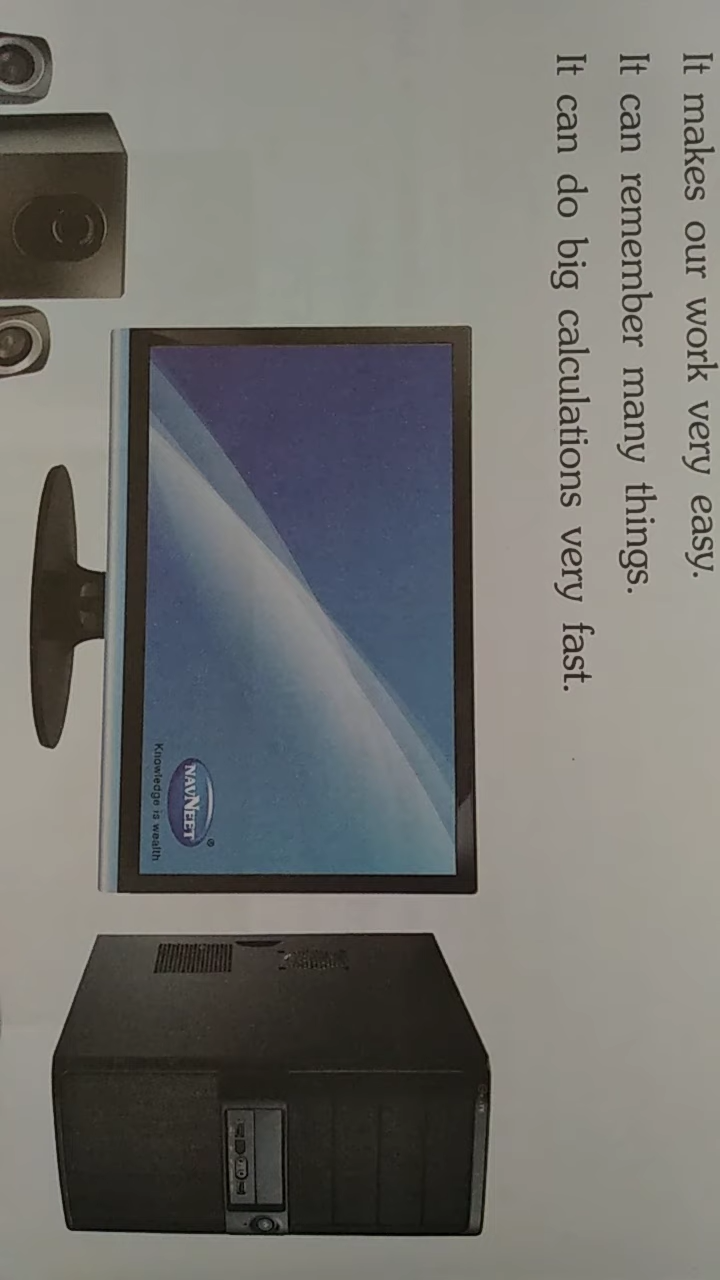 It makes our work very easy.
It can remember many things.
It can do big calculations very fast.
NAVNEET®
Knowledge is wealth